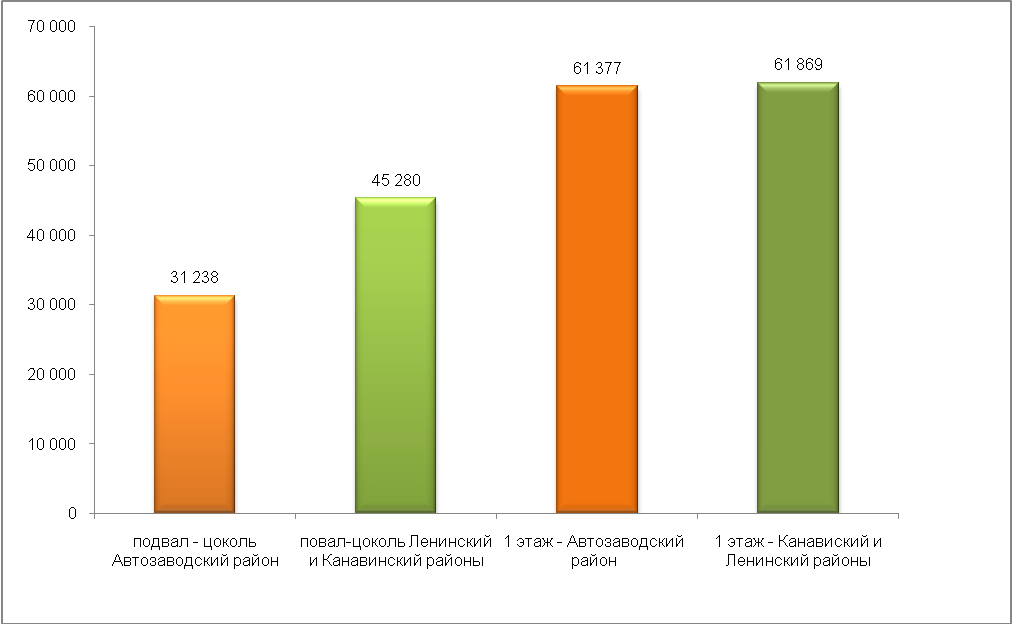 70 000
60 000
50 000
40 000
30 000
20 000
10 000
0
31 238
45 280
61 377
61 869
подвал - цоколь
Автозаводский район
повал-цоколь Ленинский
и Канавинский районы
1 этаж - Автозаводский
район
1 этаж - Канавиский и
Ленинский районы